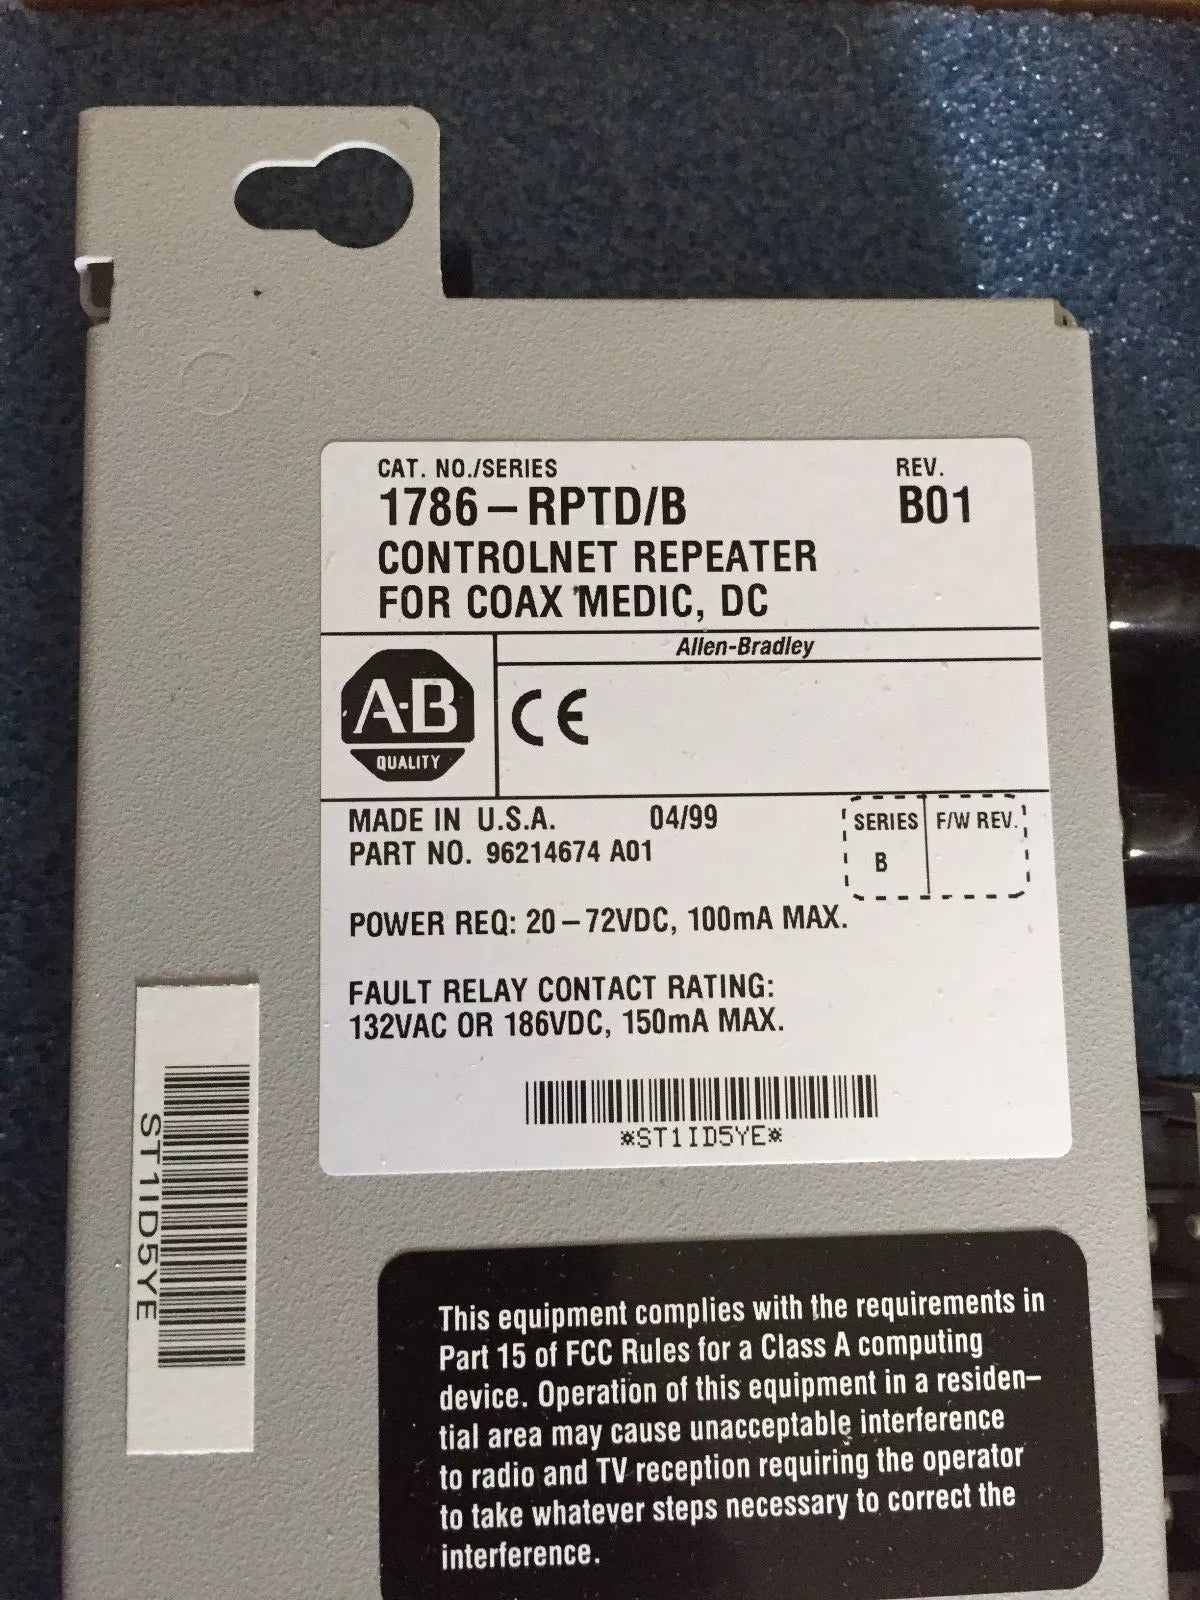 CAT. NO./SERIES REV.
1786-RPTD/B B01
CONTROLNET REPEATER
FOR COAX MEDIC, DC
Allen-Bradley
A-B
QUALITY
CE
MADE IN U.S.A. 04/99
PART NO. 96214674 A01
SERIES F/W REV.
B
POWER REQ: 20-72VDC, 100mA MAX.
FAULT RELAY CONTACT RATING:
132VAC OR 186VDC, 150mA MAX.
*ST1ID5YE*
ST1ID5YE
This equipment complies with the requirements in
Part 15 of FCC Rules for a Class A computing
device. Operation of this equipment in a residen-
tial area may cause unacceptable interference
to radio and TV reception requiring the operator
to take whatever steps necessary to correct the
interference.